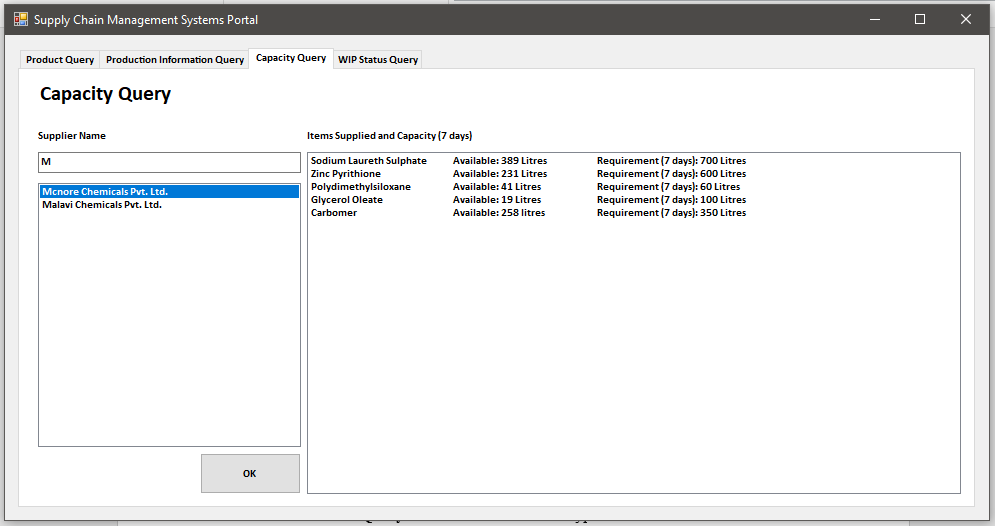 Supply Chain Management Systems Portal
Product Query Production Information Query Capacity Query WIP Status Query
Capacity Query
Supplier Name
M
Mcnore Chemicals Pvt. Ltd.
Malavi Chemicals Pvt. Ltd.
OK
Items Supplied and Capacity (7 days)
Sodium Laureth Sulphate Available: 389 Litres Requirement (7 days): 700 Litres
Zinc Pyrithione Available: 231 Litres Requirement (7 days): 600 Litres
Polydimethylsiloxane Available: 41 Litres Requirement (7 days): 60 Litres
Glycerol Oleate Available: 19 Litres Requirement (7 days): 100 Litres
Carbomer Available: 258 litres Requirement (7 days): 350 Litres